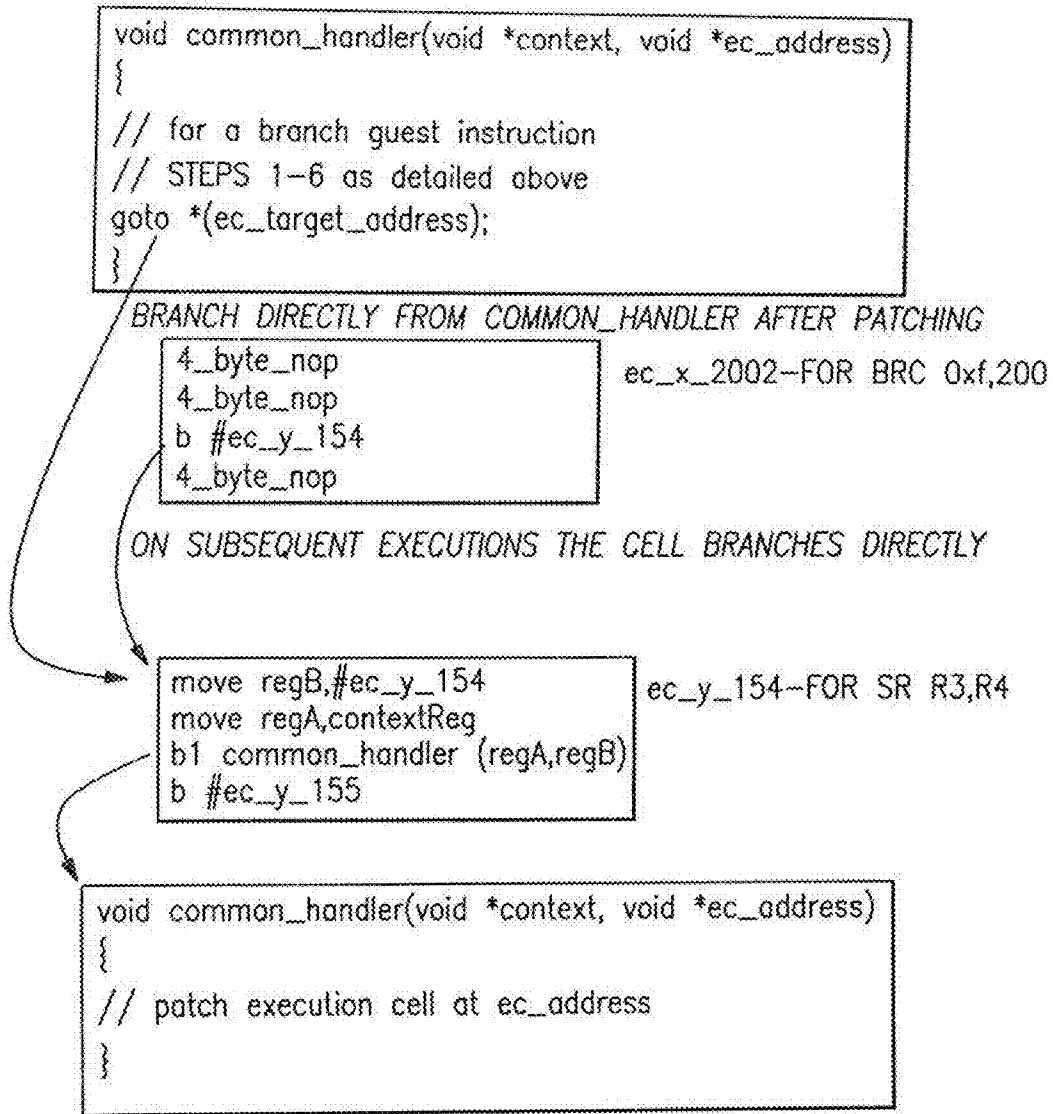 void common_handler(void *context, void *ec_address)
{
// for a branch guest instruction
// STEPS 1-6 as detailed above
goto *(ec_target_address);
}
BRANCH DIRECTLY FROM COMMON_HANDLER AFTER PATCHING
4_byte_nop
4_byte_nop
b #ec_y_154
4_byte_nop
ec_x_2002-FOR BRC 0xf,200
ON SUBSEQUENT EXECUTIONS THE CELL BRANCHES DIRECTLY
move regB,#ec_y_154
move regA,contextReg
b1 common_handler (regA,regB)
b #ec_y_155
ec_y_154-FOR SR R3,R4
void common_handler(void *context, void *ec_address)
{
// patch execution cell at ec_address
}